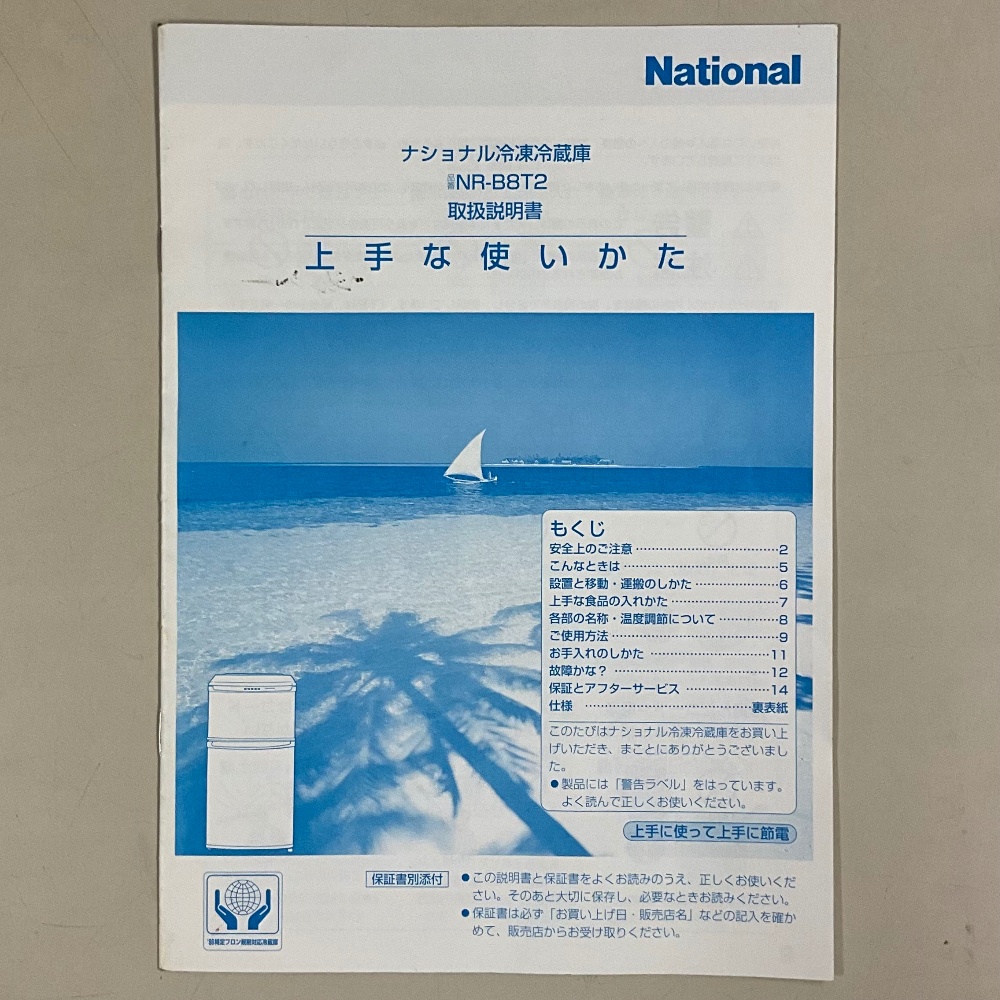 National
ナショナル冷凍冷蔵庫
品番NR-B8T2
取扱説明書
上手な使いかた
もくじ
安全上のご注意……………………………2
こんなときは………………………………5
設置と移動・運搬のしかた………………6
上手な食品の入れかた……………………7
各部の名称・温度調節について…………8
ご使用方法…………………………………9
お手入れのしかた…………………………11
故障かな？…………………………………12
保証とアフターサービス…………………14
仕様…………………………………裏表紙
このたびはナショナル冷凍冷蔵庫をお買い上
げいただき、まことにありがとうございまし
た。
●製品には「警告ラベル」をはっています。
よく読んで正しくお使いください。
上手に使って上手に節電
保証書別添付
●この説明書と保証書をよくお読みのうえ、正しくお使いくだ
さい。そのあと大切に保存し、必要なときお読みください。
●保証書は必ず「お買い上げ日・販売店名」などの記入を確か
めて、販売店からお受け取りください。
特定フロン規制対応冷蔵庫